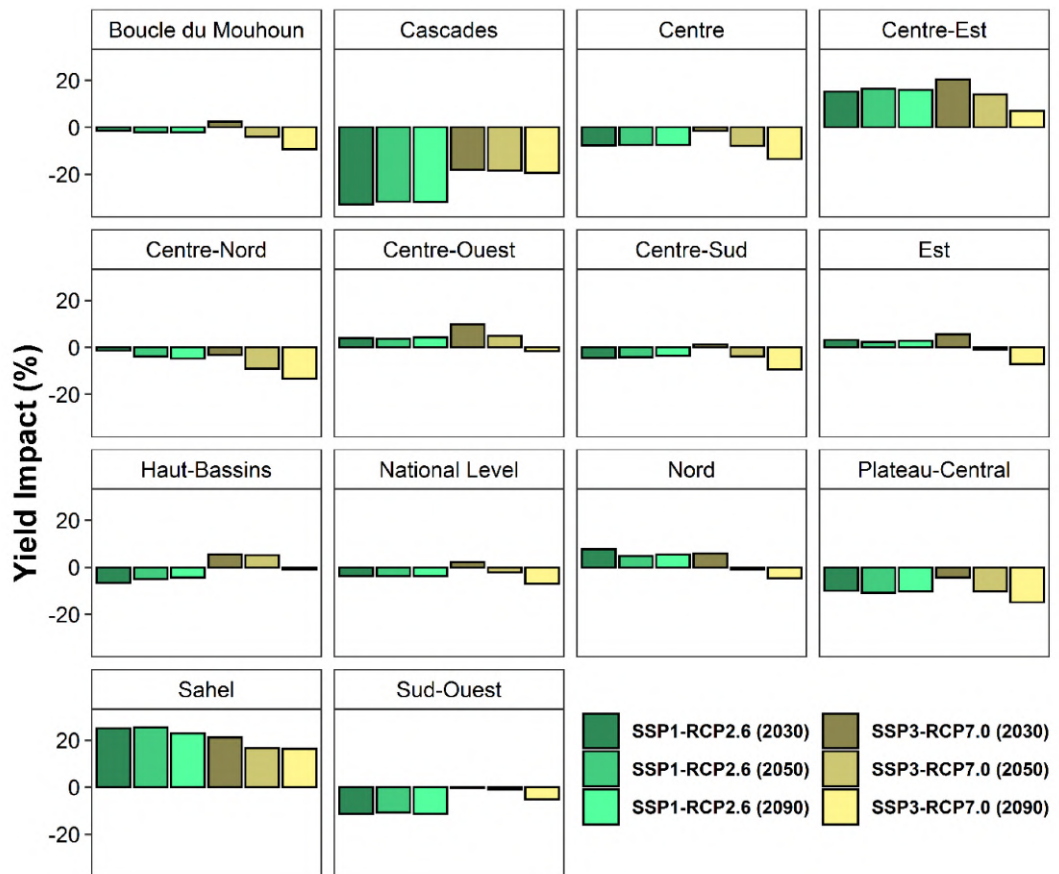 Boucle du Mouhoun
Cascades
Centre
Centre-Est
20
0
-20
Centre-Nord
Centre-Ouest
Centre-Sud
Est
20
0
-20
Haut-Bassins
National Level
Nord
Plateau-Central
20
0
-20
Sahel
Sud-Ouest
20
0
-20
Yield Impact (%)
SSP1-RCP2.6 (2030)
SSP1-RCP2.6 (2050)
SSP1-RCP2.6 (2090)
SSP3-RCP7.0 (2030)
SSP3-RCP7.0 (2050)
SSP3-RCP7.0 (2090)